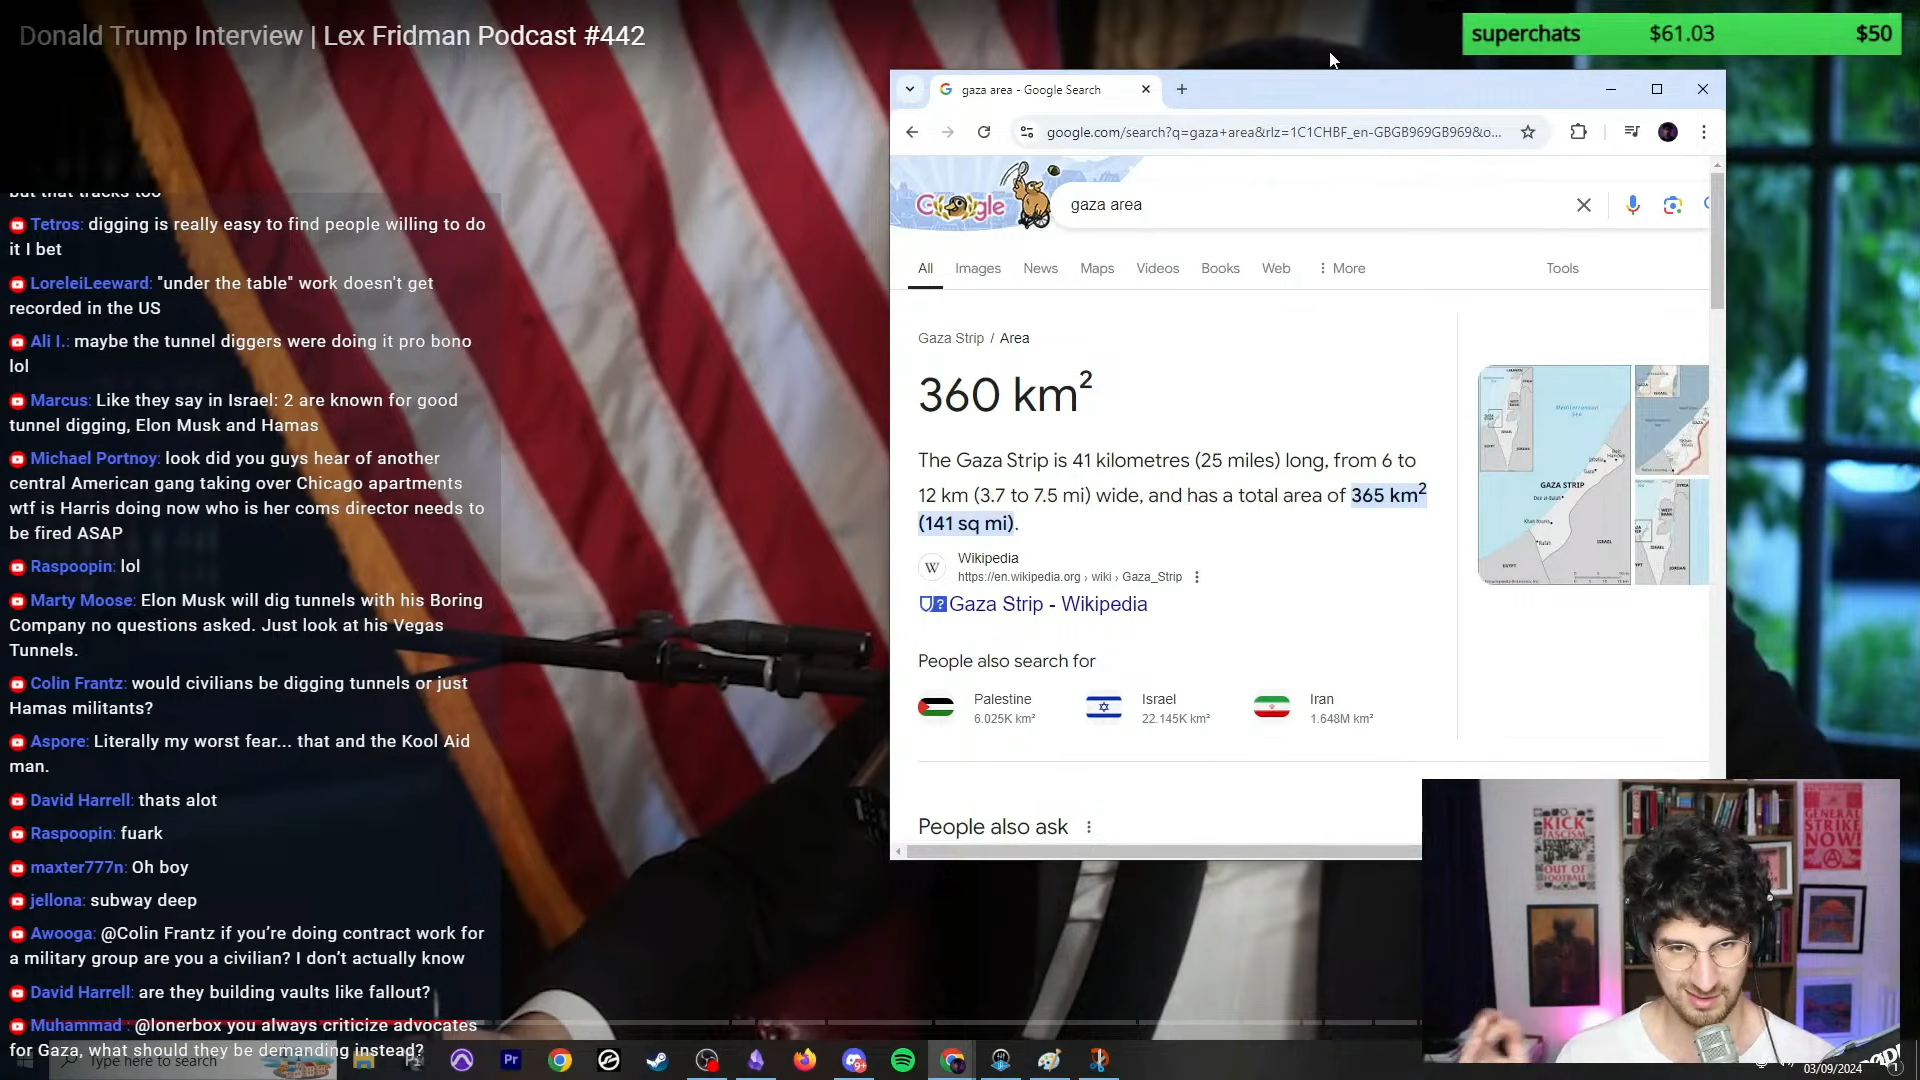 Donald Trump Interview | Lex Fridman Podcast #442
superchats $61.03 $50
gaza area - Google Search
google.com/search?q=gaza+area&rlz=1C1CHBF_en-GBGB969GB969&o...
Google
gaza area
All Images News Maps Videos Books Web More Tools
Gaza Strip / Area
360 km²
The Gaza Strip is 41 kilometres (25 miles) long, from 6 to
12 km (3.7 to 7.5 mi) wide, and has a total area of 365 km²
(141 sq mi).
W
Wikipedia
https://en.wikipedia.org › wiki › Gaza_Strip
Gaza Strip - Wikipedia
GAZA STRIP
ISRAEL
EGYPT
People also search for
Palestine
6.025K km²
Israel
22.145K km²
Iran
1.648M km²
People also ask
but that tracks too
Tetros: digging is really easy to find people willing to do
it I bet
LoreleiLeeward: "under the table" work doesn't get
recorded in the US
Ali I.: maybe the tunnel diggers were doing it pro bono
lol
Marcus: Like they say in Israel: 2 are known for good
tunnel digging, Elon Musk and Hamas
Michael Portnoy: look did you guys hear of another
central American gang taking over Chicago apartments
wtf is Harris doing now who is her coms director needs to
be fired ASAP
Raspoopin: lol
Marty Moose: Elon Musk will dig tunnels with his Boring
Company no questions asked. Just look at his Vegas
Tunnels.
Colin Frantz: would civilians be digging tunnels or just
Hamas militants?
Aspore: Literally my worst fear... that and the Kool Aid
man.
David Harrell: thats alot
Raspoopin: fuark
maxter777n: Oh boy
jellona: subway deep
Awooga: @Colin Frantz if you’re doing contract work for
a military group are you a civilian? I don’t actually know
David Harrell: are they building vaults like fallout?
Muhammad : @lonerbox you always criticize advocates
for Gaza, what should they be demanding instead?
Type here to search
Pr
9+
KICK
FASCISM
OUT OF
FOOTBALL
GENERAL
STRIKE
NOW!
03/09/2024
1